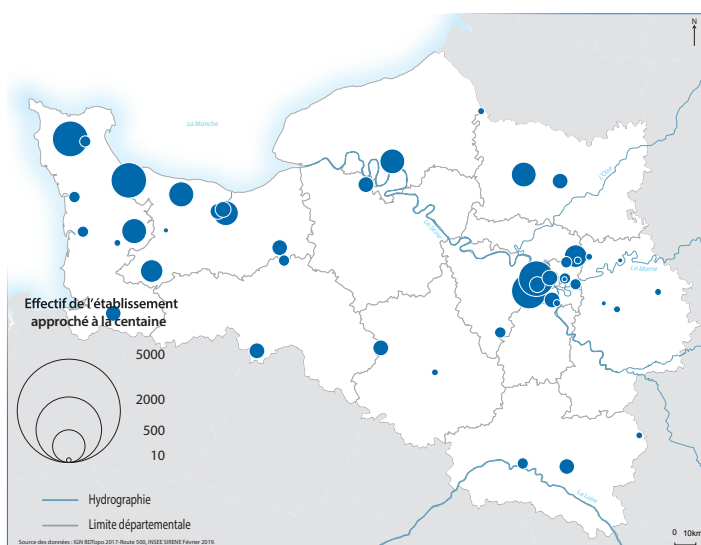 N
La Manche
L'Oise
La Seine
La Marne
Effectif de l'établissement
approché à la centaine
5000
2000
500
10
Hydrographie
La Loire
Limite départementale
0 10km
Source des données : IGN BDTopo 2017-Route 500, INSEE SIRENE Février 2019.